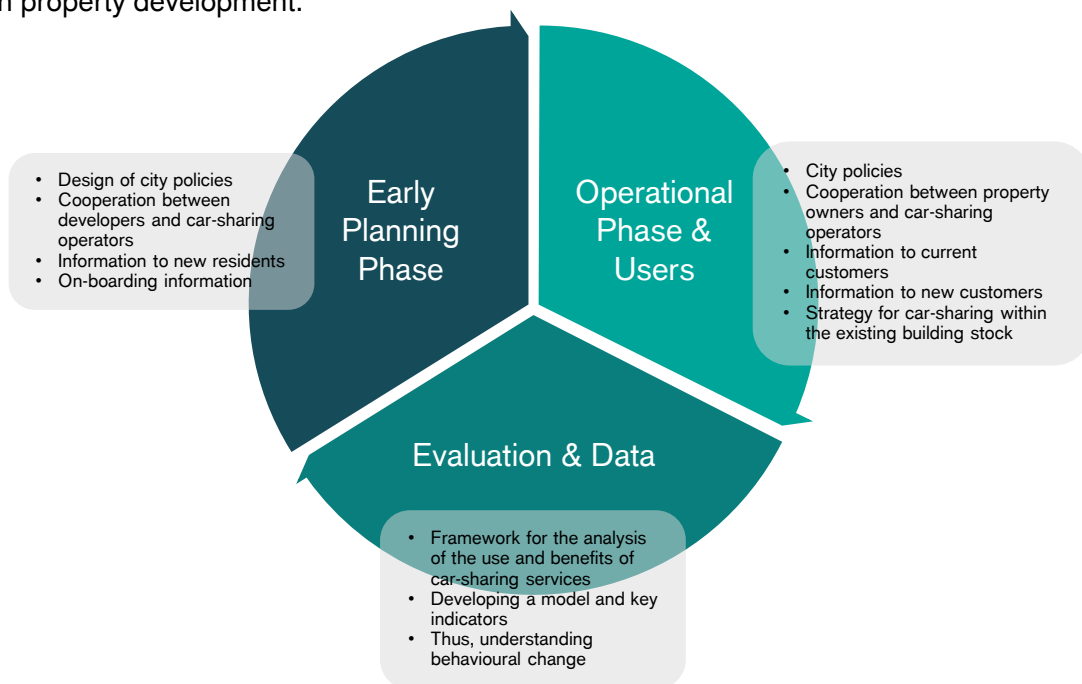 n property development.
Early
Planning
Phase
• Design of city policies
• Cooperation between
developers and car-sharing
operators
• Information to new residents
• On-boarding information
Operational
Phase &
Users
• City policies
• Cooperation between property
owners and car-sharing
operators
• Information to current
customers
• Information to new customers
• Strategy for car-sharing within
the existing building stock
Evaluation & Data
• Framework for the analysis
of the use and benefits of
car-sharing services
• Developing a model and key
indicators
• Thus, understanding
behavioural change